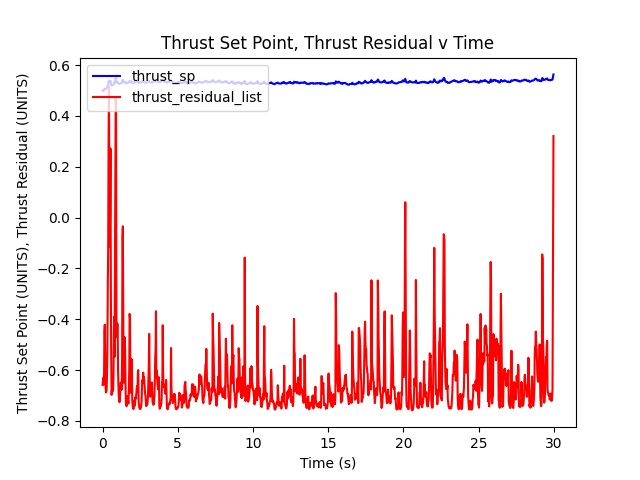 Thrust Set Point, Thrust Residual v Time
thrust_sp
thrust_residual_list
Thrust Set Point (UNITS), Thrust Residual (UNITS)
0.6
0.4
0.2
0.0
−0.2
−0.4
−0.6
−0.8
0 5 10 15 20 25 30
Time (s)